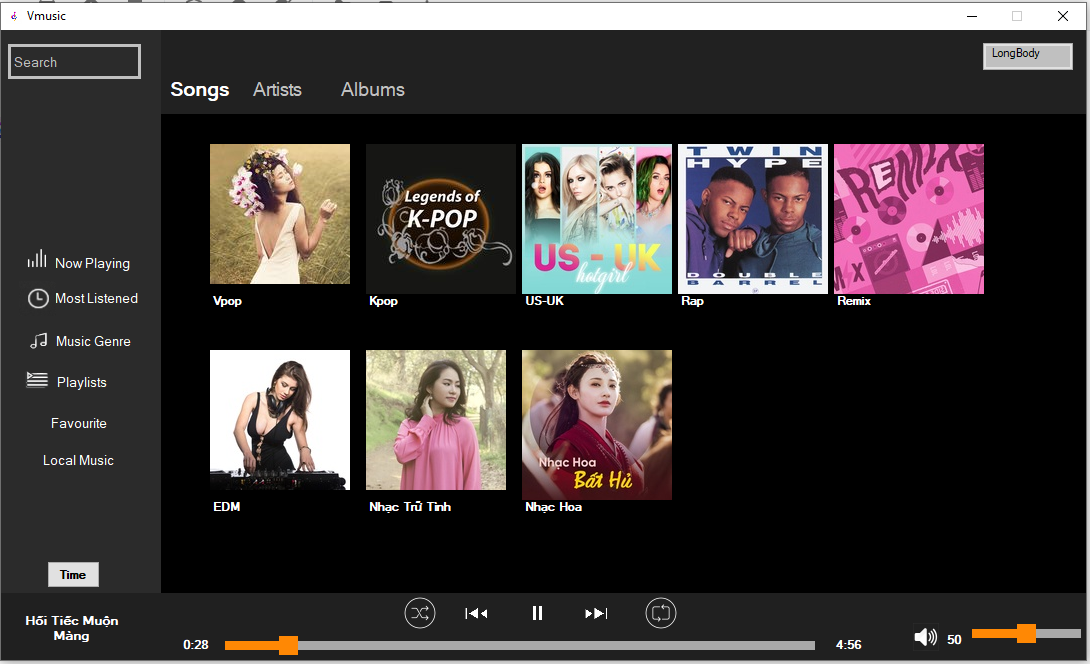 Vmusic
Search
LongBody
Songs Artists Albums
Legends of
K-POP
US - UK
hotgirl
TWIN
HYPE
DOUBLE
BARREL
REMIX
MIX
Vpop Kpop US-UK Rap Remix
Now Playing
Most Listened
Music Genre
Playlists
Favourite
Local Music
Nhạc Hoa
Bất Hủ
EDM Nhạc Trữ Tình Nhạc Hoa
Time
Hối Tiếc Muộn
Màng
0:28
4:56
50